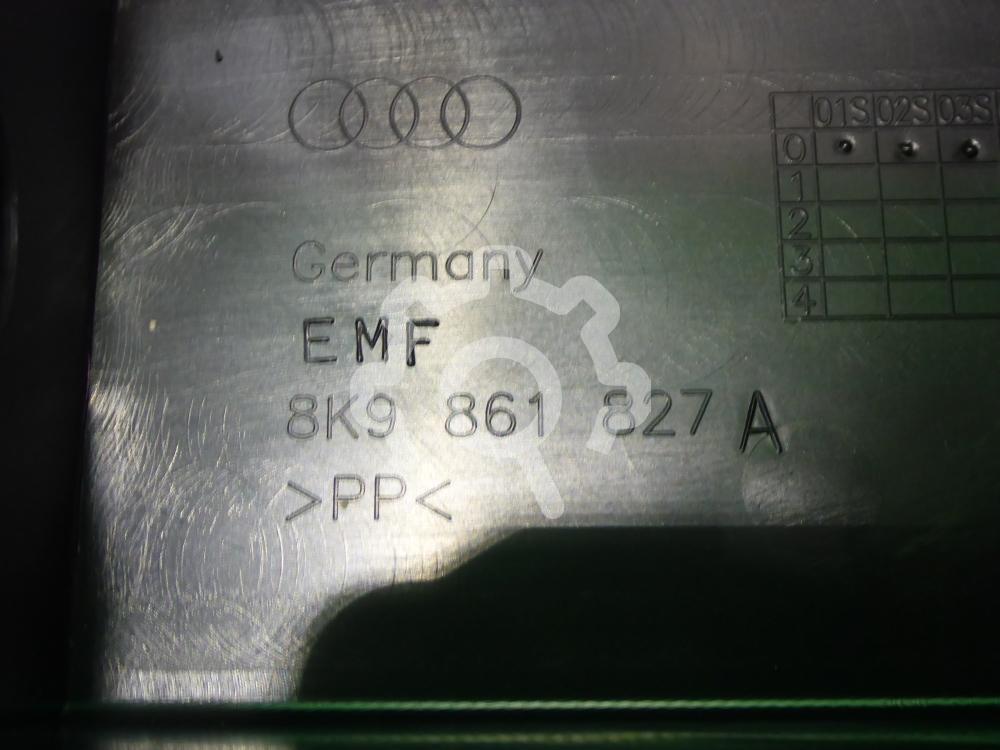 Germany
EMF
8K9 861 827 A
>PP<
01S 02S 03S
0
1
2
3
4